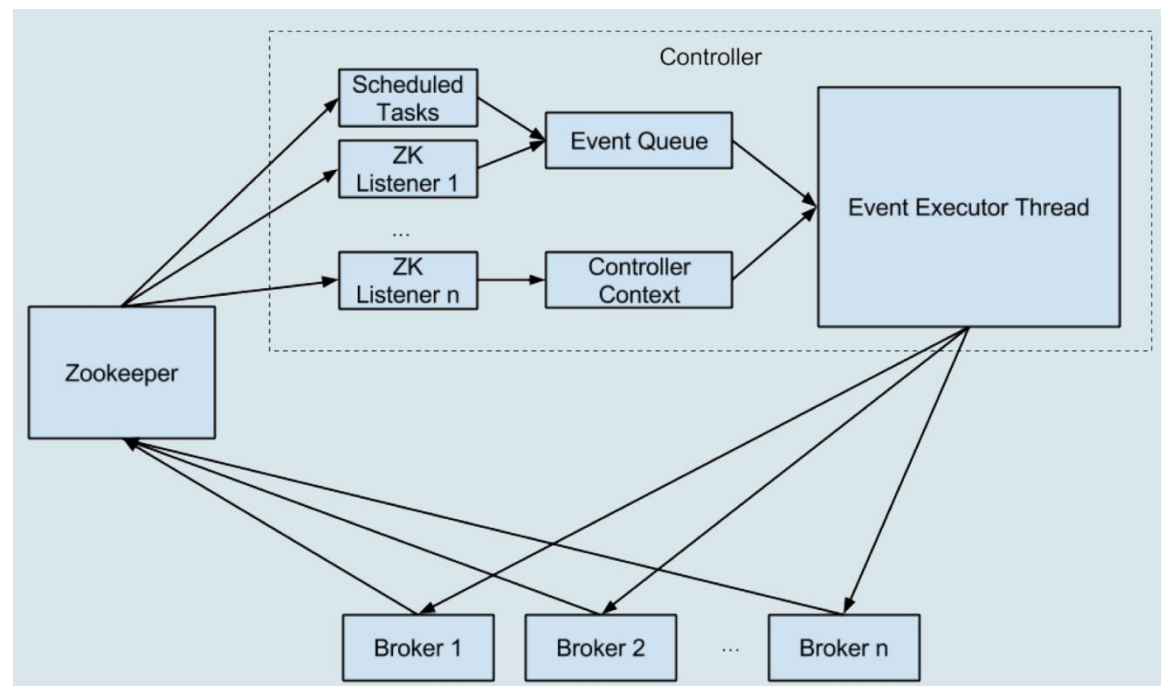 Controller
Scheduled
Tasks
ZK
Listener 1
...
ZK
Listener n
Event Queue
Controller
Context
Event Executor Thread
Zookeeper
Broker 1
Broker 2
...
Broker n